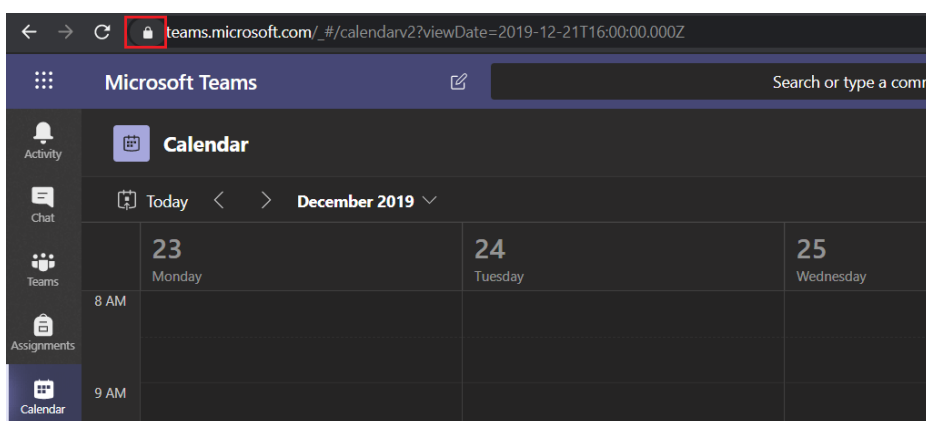 teams.microsoft.com/_#/calendarv2?viewDate=2019-12-21T16:00:00.000Z
Microsoft Teams
Search or type a comm
Activity
Calendar
Chat
Today
December 2019
Teams
23
24
25
Monday
Tuesday
Wednesday
8 AM
Assignments
9 AM
Calendar